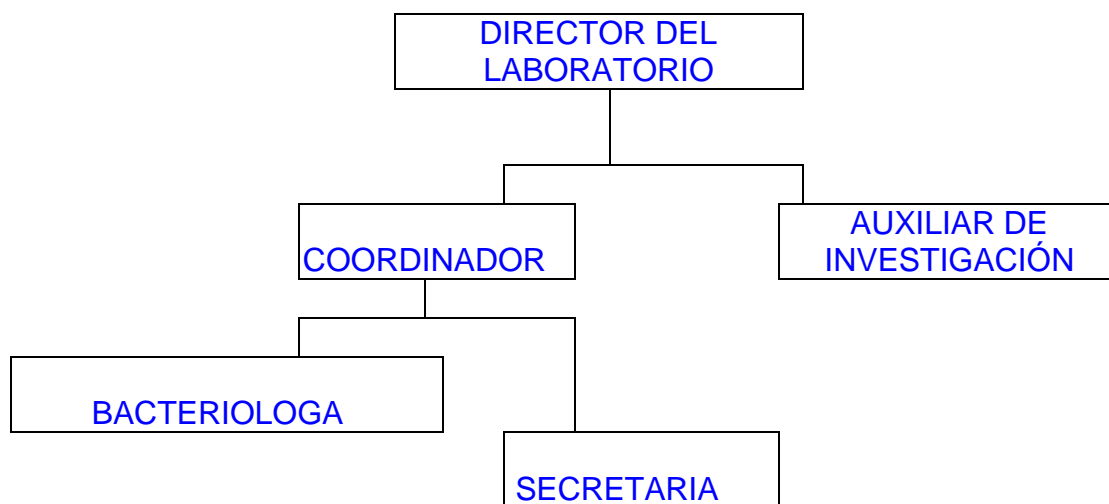 DIRECTOR DEL
LABORATORIO
COORDINADOR
AUXILIAR DE
INVESTIGACIÓN
BACTERIOLOGA
SECRETARIA